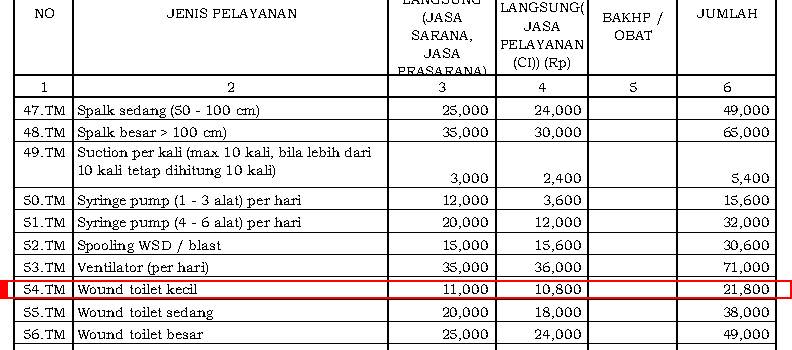 NO JENIS PELAYANAN LANGSUNG (JASA SARANA, JASA PRASARANA) LANGSUNG( JASA PELAYANAN (CI)) (Rp) BAKHP / OBAT JUMLAH
1 2 3 4 5 6
47.TM Spalk sedang (50 - 100 cm) 25,000 24,000 49,000
48.TM Spalk besar > 100 cm) 35,000 30,000 65,000
49.TM Suction per kali (max 10 kali, bila lebih dari
10 kali tetap dihitung 10 kali) 3,000 2,400 5,400
50.TM Syringe pump (1 - 3 alat) per hari 12,000 3,600 15,600
51.TM Syringe pump (4 - 6 alat) per hari 20,000 12,000 32,000
52.TM Spooling WSD / blast 15,000 15,600 30,600
53.TM Ventilator (per hari) 35,000 36,000 71,000
54.TM Wound toilet kecil 11,000 10,800 21,800
55.TM Wound toilet sedang 20,000 18,000 38,000
56.TM Wound toilet besar 25,000 24,000 49,000